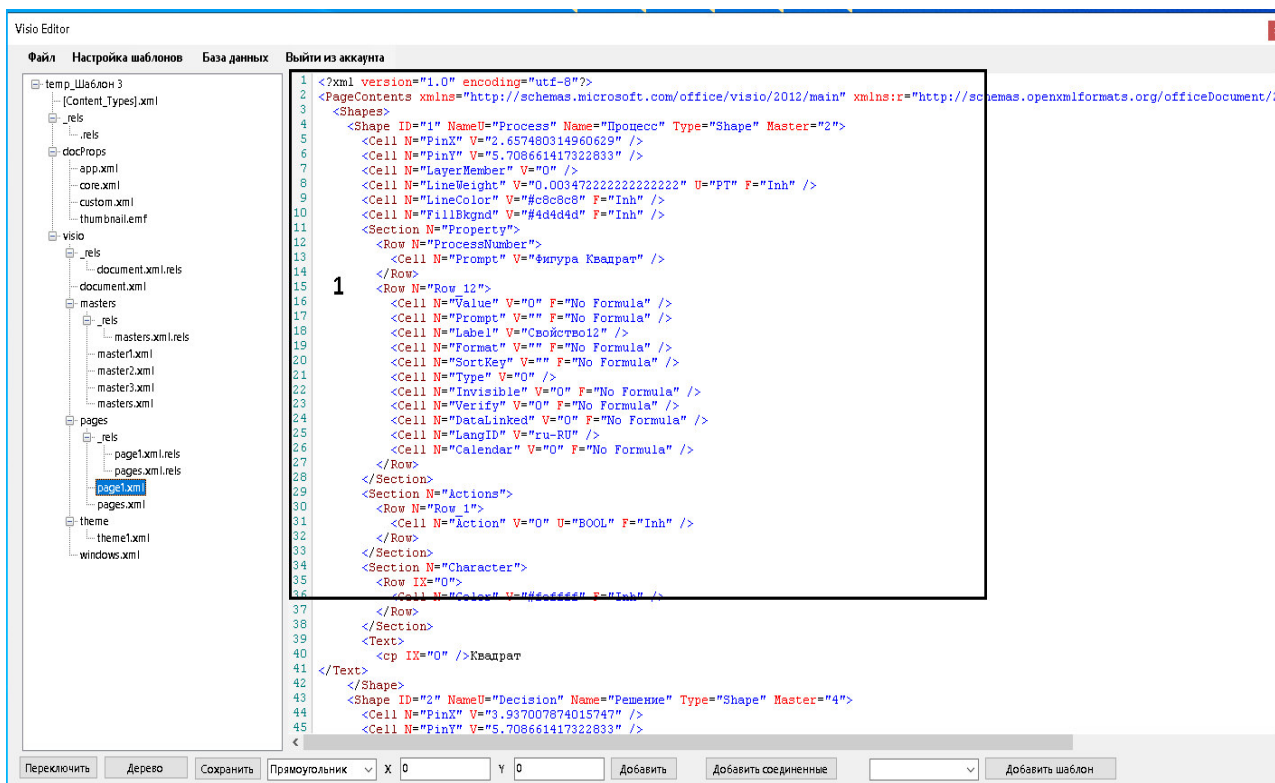 Visio Editor
Файл Настройка шаблонов База данных Выйти из аккаунта
temp_Шаблон 3
[Content_Types].xml
_rels
.rels
docProps
app.xml
core.xml
custom.xml
thumbnail.emf
visio
_rels
document.xml.rels
document.xml
masters
_rels
masters.xml.rels
master1.xml
master2.xml
master3.xml
masters.xml
pages
_rels
page1.xml.rels
pages.xml.rels
page1.xml
pages.xml
theme
theme1.xml
windows.xml
1
1 <?xml version="1.0" encoding="utf-8"?>
2 <PageContents xmlns="http://schemas.microsoft.com/office/visio/2012/main" xmlns:r="http://schemas.openxmlformats.org/officeDocument/
3 <Shapes>
4 <Shape ID="1" NameU="Process" Name="Процесс" Type="Shape" Master="2">
5 <Cell N="PinX" V="2.657480314960629" />
6 <Cell N="PinY" V="5.708661417322833" />
7 <Cell N="LayerMember" V="0" />
8 <Cell N="LineWeight" V="0.003472222222222222" U="PT" F="Inh" />
9 <Cell N="LineColor" V="#c8c8c8" F="Inh" />
10 <Cell N="FillBkgnd" V="#4d4d4d" F="Inh" />
11 <Section N="Property">
12 <Row N="ProcessNumber">
13 <Cell N="Prompt" V="Фигура Квадрат" />
14 </Row>
15 <Row N="Row_12">
16 <Cell N="Value" V="0" F="No Formula" />
17 <Cell N="Prompt" V="" F="No Formula" />
18 <Cell N="Label" V="Свойство12" />
19 <Cell N="Format" V="" F="No Formula" />
20 <Cell N="SortKey" V="" F="No Formula" />
21 <Cell N="Type" V="0" />
22 <Cell N="Invisible" V="0" F="No Formula" />
23 <Cell N="Verify" V="0" F="No Formula" />
24 <Cell N="DataLinked" V="0" F="No Formula" />
25 <Cell N="LangID" V="ru-RU" />
26 <Cell N="Calendar" V="0" F="No Formula" />
27 </Row>
28 </Section>
29 <Section N="Actions">
30 <Row N="Row_1">
31 <Cell N="Action" V="0" U="BOOL" F="Inh" />
32 </Row>
33 </Section>
34 <Section N="Character">
35 <Row IX="0">
36 <Cell N="Color" V="#feffff" F="Inh" />
37 </Row>
38 </Section>
39 <Text>
40 <cp IX="0" />Квадрат
41 </Text>
42 </Shape>
43 <Shape ID="2" NameU="Decision" Name="Решение" Type="Shape" Master="4">
44 <Cell N="PinX" V="3.937007874015747" />
45 <Cell N="PinY" V="5.708661417322833" />
Переключить Дерево Сохранить Прямоугольник X 0 Y 0 Добавить Добавить соединенные Добавить шаблон